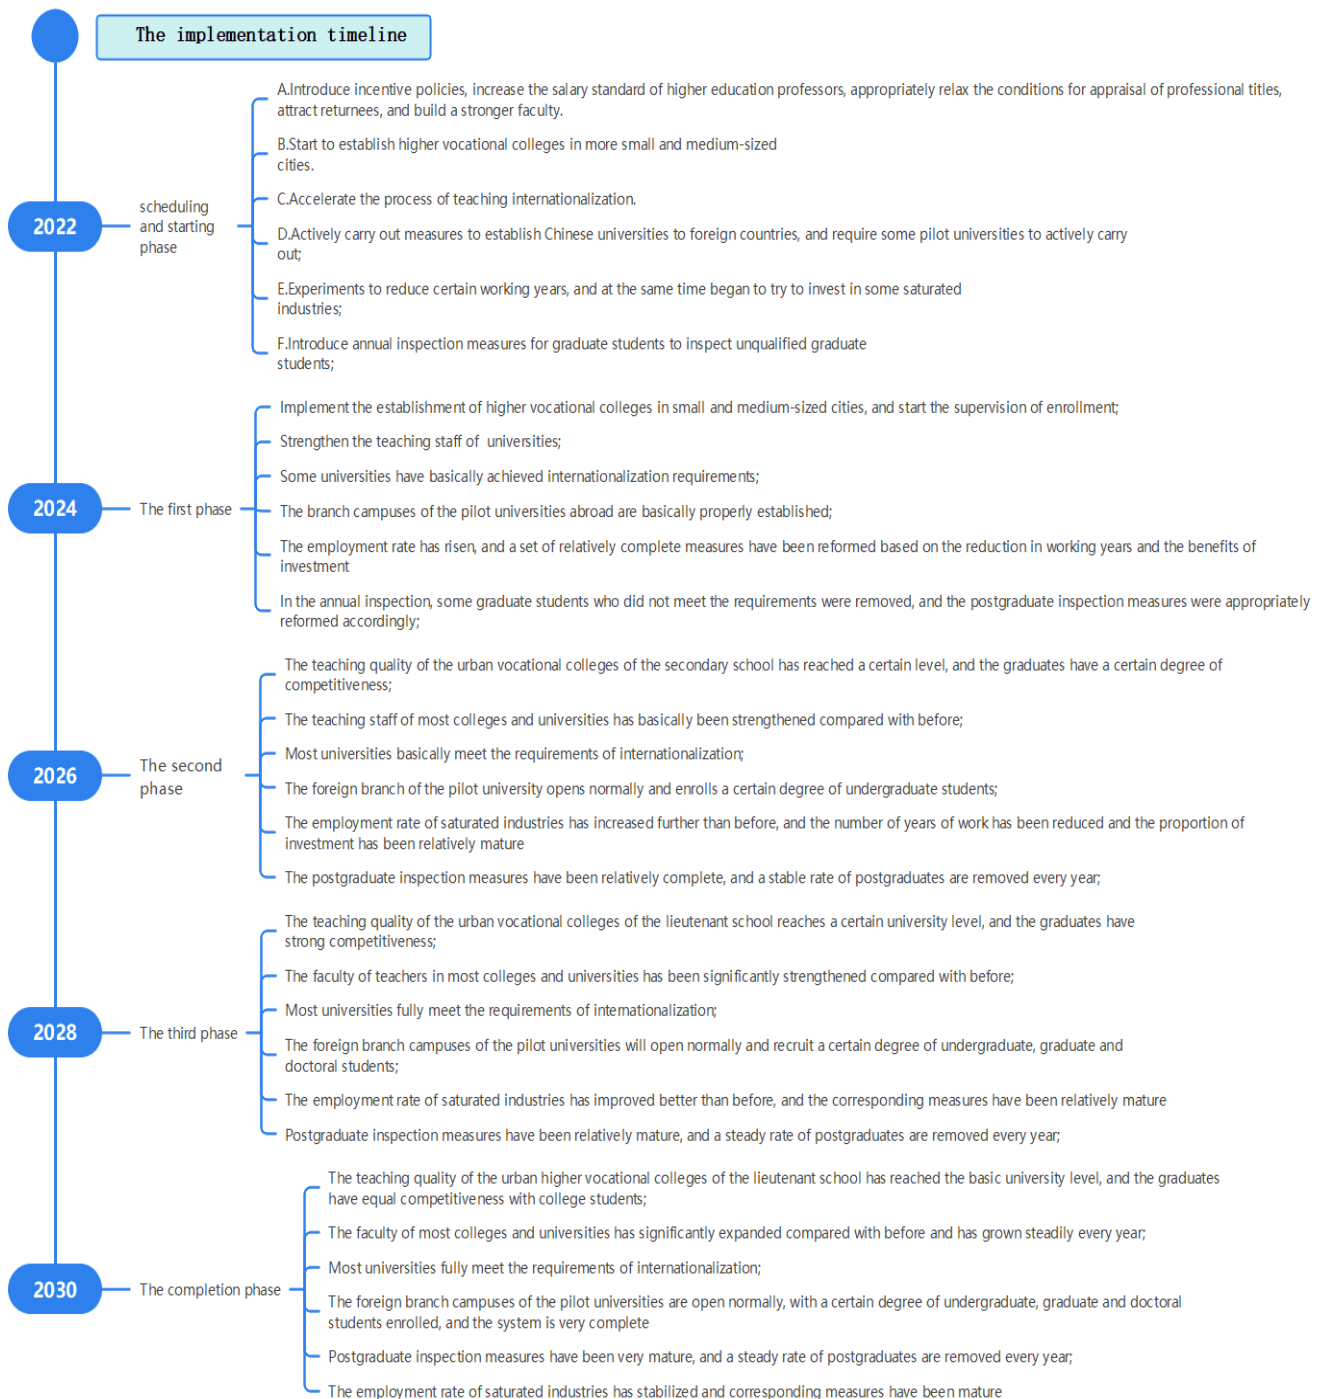 The implementation timeline
2022
scheduling
and starting
phase
A.Introduce incentive policies, increase the salary standard of higher education professors, appropriately relax the conditions for appraisal of professional titles,
attract returnees, and build a stronger faculty.
B.Start to establish higher vocational colleges in more small and medium-sized
cities.
C.Accelerate the process of teaching internationalization.
D.Actively carry out measures to establish Chinese universities to foreign countries, and require some pilot universities to actively carry
out;
E.Experiments to reduce certain working years, and at the same time began to try to invest in some saturated
industries;
F.Introduce annual inspection measures for graduate students to inspect unqualified graduate
students;
2024
The first phase
Implement the establishment of higher vocational colleges in small and medium-sized cities, and start the supervision of enrollment;
Strengthen the teaching staff of universities;
Some universities have basically achieved internationalization requirements;
The branch campuses of the pilot universities abroad are basically properly established;
The employment rate has risen, and a set of relatively complete measures have been reformed based on the reduction in working years and the benefits of
investment
In the annual inspection, some graduate students who did not meet the requirements were removed, and the postgraduate inspection measures were appropriately
reformed accordingly;
2026
The second
phase
The teaching quality of the urban vocational colleges of the secondary school has reached a certain level, and the graduates have a certain degree of
competitiveness;
The teaching staff of most colleges and universities has basically been strengthened compared with before;
Most universities basically meet the requirements of internationalization;
The foreign branch of the pilot university opens normally and enrolls a certain degree of undergraduate students;
The employment rate of saturated industries has increased further than before, and the number of years of work has been reduced and the proportion of
investment has been relatively mature
The postgraduate inspection measures have been relatively complete, and a stable rate of postgraduates are removed every year;
2028
The third phase
The teaching quality of the urban vocational colleges of the lieutenant school reaches a certain university level, and the graduates have
strong competitiveness;
The faculty of teachers in most colleges and universities has been significantly strengthened compared with before;
Most universities fully meet the requirements of internationalization;
The foreign branch campuses of the pilot universities will open normally and recruit a certain degree of undergraduate, graduate and
doctoral students;
The employment rate of saturated industries has improved better than before, and the corresponding measures have been relatively mature
Postgraduate inspection measures have been relatively mature, and a steady rate of postgraduates are removed every year;
2030
The completion phase
The teaching quality of the urban higher vocational colleges of the lieutenant school has reached the basic university level, and the graduates
have equal competitiveness with college students;
The faculty of most colleges and universities has significantly expanded compared with before and has grown steadily every year;
Most universities fully meet the requirements of internationalization;
The foreign branch campuses of the pilot universities are open normally, with a certain degree of undergraduate, graduate and doctoral
students enrolled, and the system is very complete
Postgraduate inspection measures have been very mature, and a steady rate of postgraduates are removed every year;
The employment rate of saturated industries has stabilized and corresponding measures have been mature